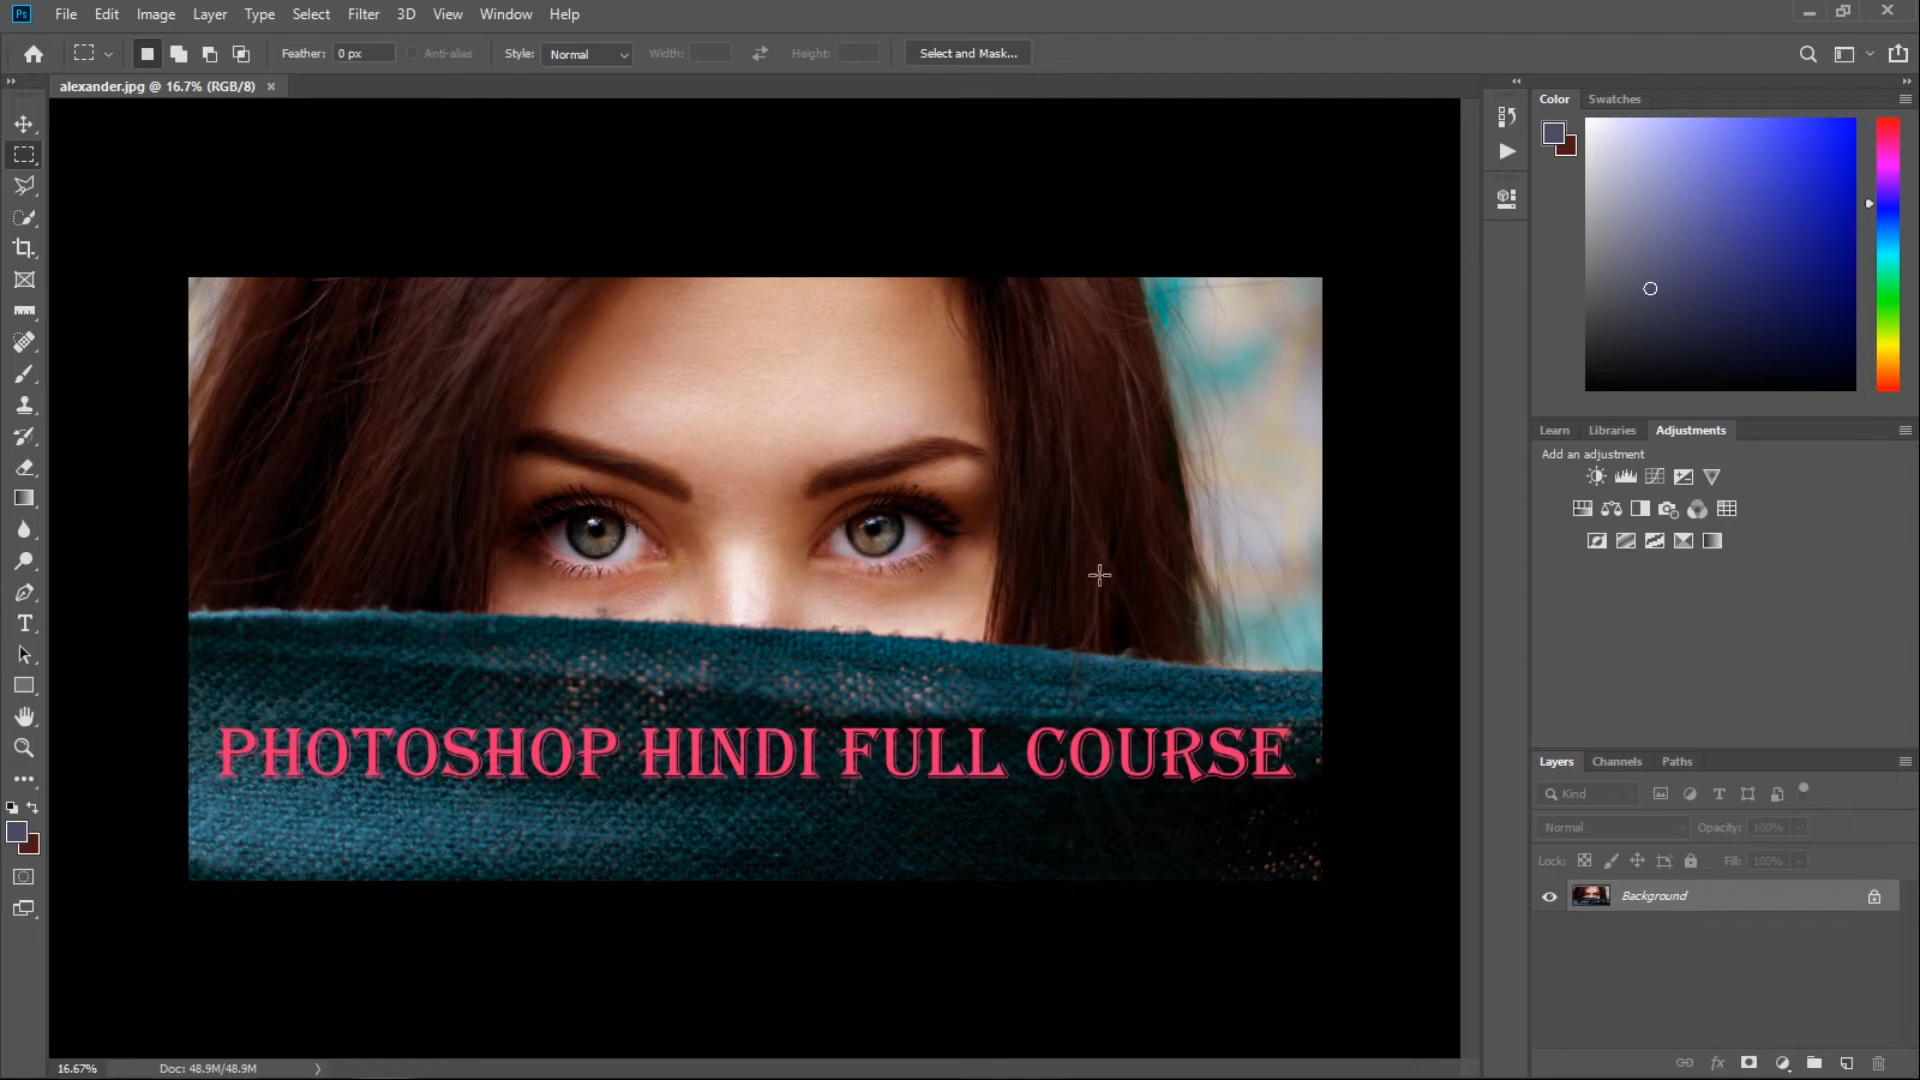 Ps File Edit Image Layer Type Select Filter 3D View Window Help
Feather: 0 px Anti-alias Style: Normal Width: Height: Select and Mask...
alexander.jpg @ 16.7% (RGB/8)
Color Swatches
Learn Libraries Adjustments
Add an adjustment
PHOTOSHOP HINDI FULL COURSE
Layers Channels Paths
Kind
Normal Opacity: 100%
Lock: Fill: 100%
Background
fx
16.67% Doc: 48.9M/48.9M